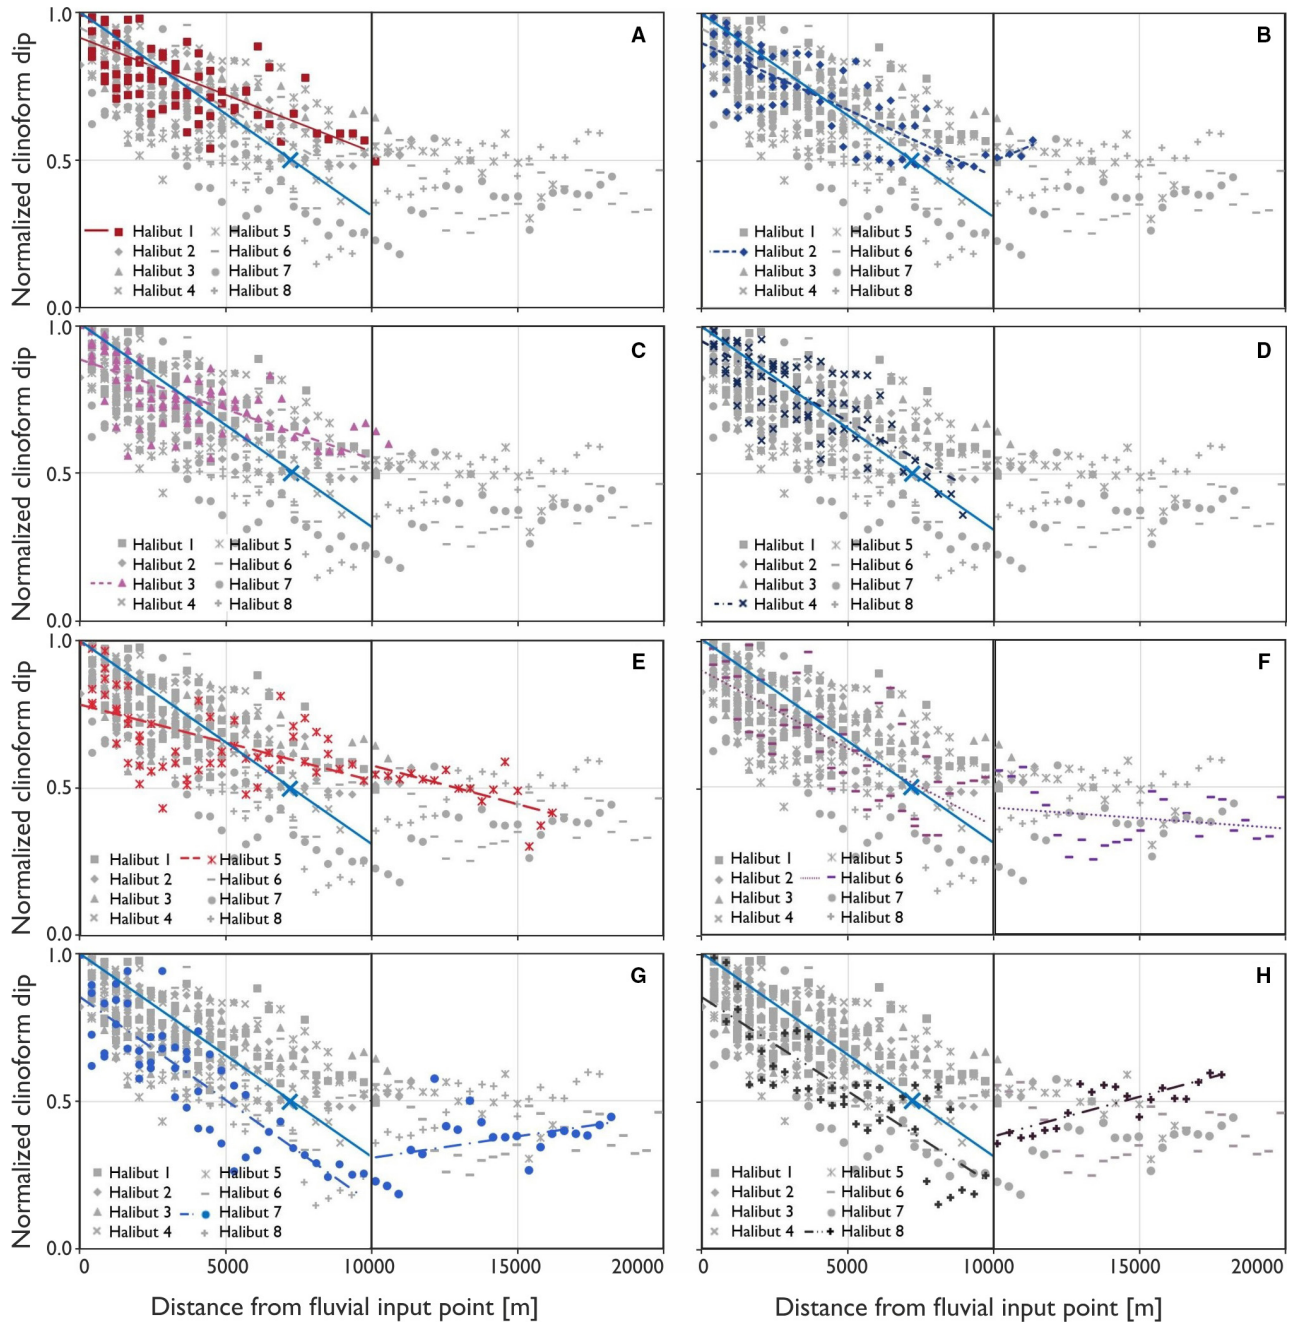 A
B
Normalized clinoform dip
1.0
0.5
0.0
Halibut 1 Halibut 5
Halibut 2 Halibut 6
Halibut 3 Halibut 7
Halibut 4 Halibut 8
Halibut 1 Halibut 5
Halibut 2 Halibut 6
Halibut 3 Halibut 7
Halibut 4 Halibut 8
C
D
Normalized clinoform dip
1.0
0.5
0.0
Halibut 1 Halibut 5
Halibut 2 Halibut 6
Halibut 3 Halibut 7
Halibut 4 Halibut 8
Halibut 1 Halibut 5
Halibut 2 Halibut 6
Halibut 3 Halibut 7
Halibut 4 Halibut 8
E
F
Normalized clinoform dip
1.0
0.5
0.0
Halibut 1 Halibut 5
Halibut 2 Halibut 6
Halibut 3 Halibut 7
Halibut 4 Halibut 8
Halibut 1 Halibut 5
Halibut 2 Halibut 6
Halibut 3 Halibut 7
Halibut 4 Halibut 8
G
H
Normalized clinoform dip
1.0
0.5
0.0
Halibut 1 Halibut 5
Halibut 2 Halibut 6
Halibut 3 Halibut 7
Halibut 4 Halibut 8
Halibut 1 Halibut 5
Halibut 2 Halibut 6
Halibut 3 Halibut 7
Halibut 4 Halibut 8
0 5000 10000 15000 20000
0 5000 10000 15000 20000
Distance from fluvial input point [m]
Distance from fluvial input point [m]